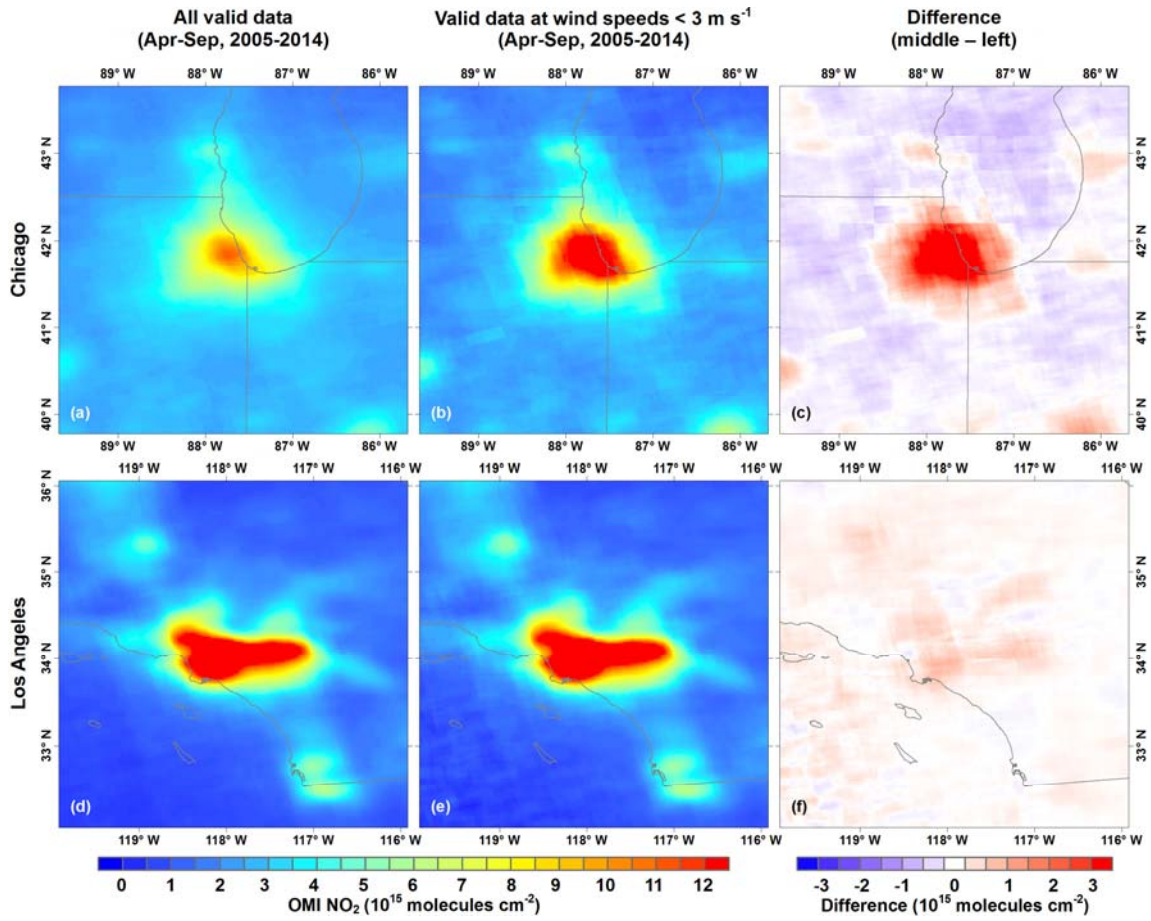 All valid data
(Apr-Sep, 2005-2014)
Valid data at wind speeds < 3 m s⁻¹
(Apr-Sep, 2005-2014)
Difference
(middle – left)
89° W 88° W 87° W 86° W
89° W 88° W 87° W 86° W
89° W 88° W 87° W 86° W
Chicago
43° N
42° N
41° N
40° N
(a)
(b)
(c)
43° N
42° N
41° N
40° N
89° W 88° W 87° W 86° W
89° W 88° W 87° W 86° W
89° W 88° W 87° W 86° W
119° W 118° W 117° W 116° W
119° W 118° W 117° W 116° W
119° W 118° W 117° W 116° W
Los Angeles
36° N
35° N
34° N
33° N
(d)
(e)
(f)
36° N
35° N
34° N
33° N
119° W 118° W 117° W 116° W
119° W 118° W 117° W 116° W
119° W 118° W 117° W 116° W
0 1 2 3 4 5 6 7 8 9 10 11 12
OMI NO₂ (10¹⁵ molecules cm⁻²)
-3 -2 -1 0 1 2 3
Difference (10¹⁵ molecules cm⁻²)